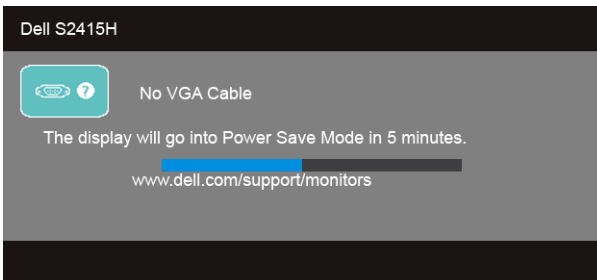 Dell S2415H
?
No VGA Cable
The display will go into Power Save Mode in 5 minutes.
www.dell.com/support/monitors